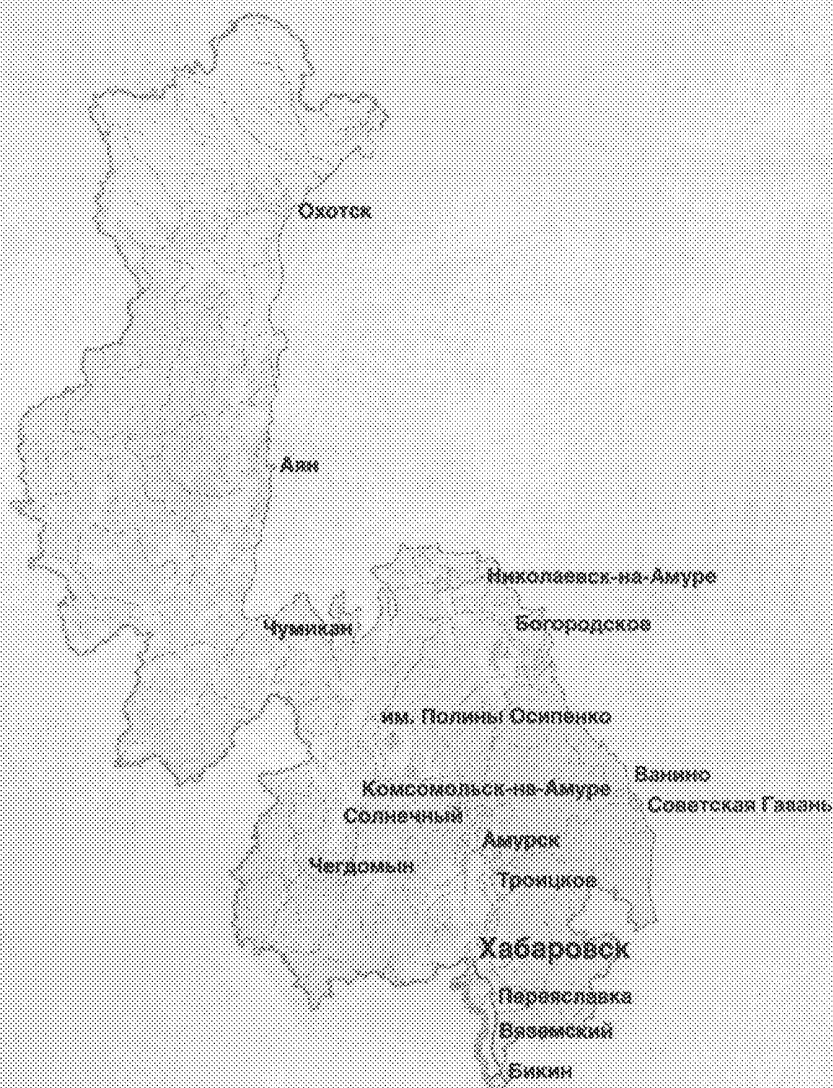 Охотск
Аян
Николаевск-на-Амуре
Богородское
Чумикан
им. Полины Осипенко
Ванино
Комсомольск-на-Амуре
Советская Гавань
Солнечный
Амурск
Чегдомын
Троицкое
Хабаровск
Переяславка
Вяземский
Бикин